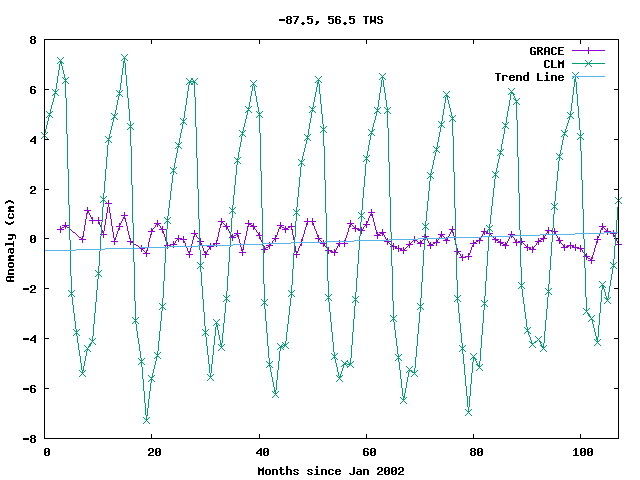 -87.5, 56.5 TWS
GRACE
CLM
Trend Line
8
6
4
2
0
-2
-4
-6
-8
Anomaly (cm)
0 20 40 60 80 100
Months since Jan 2002